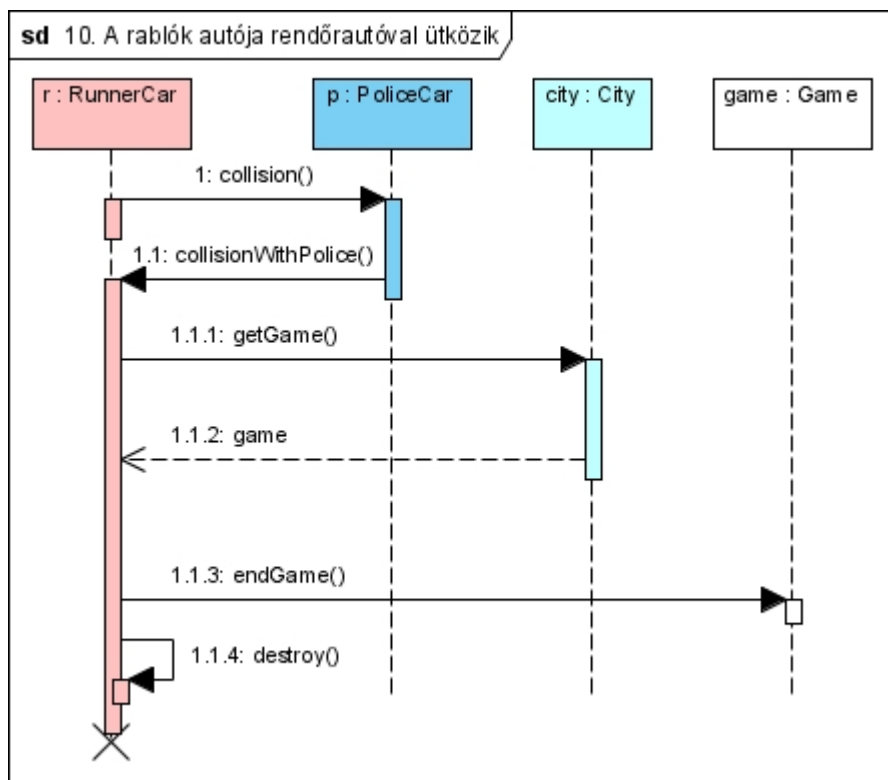 sd 10. A rablók autója rendőrautóval ütközik
r : RunnerCar
p : PoliceCar
city : City
game : Game
1: collision()
1.1: collisionWithPolice()
1.1.1: getGame()
1.1.2: game
1.1.3: endGame()
1.1.4: destroy()